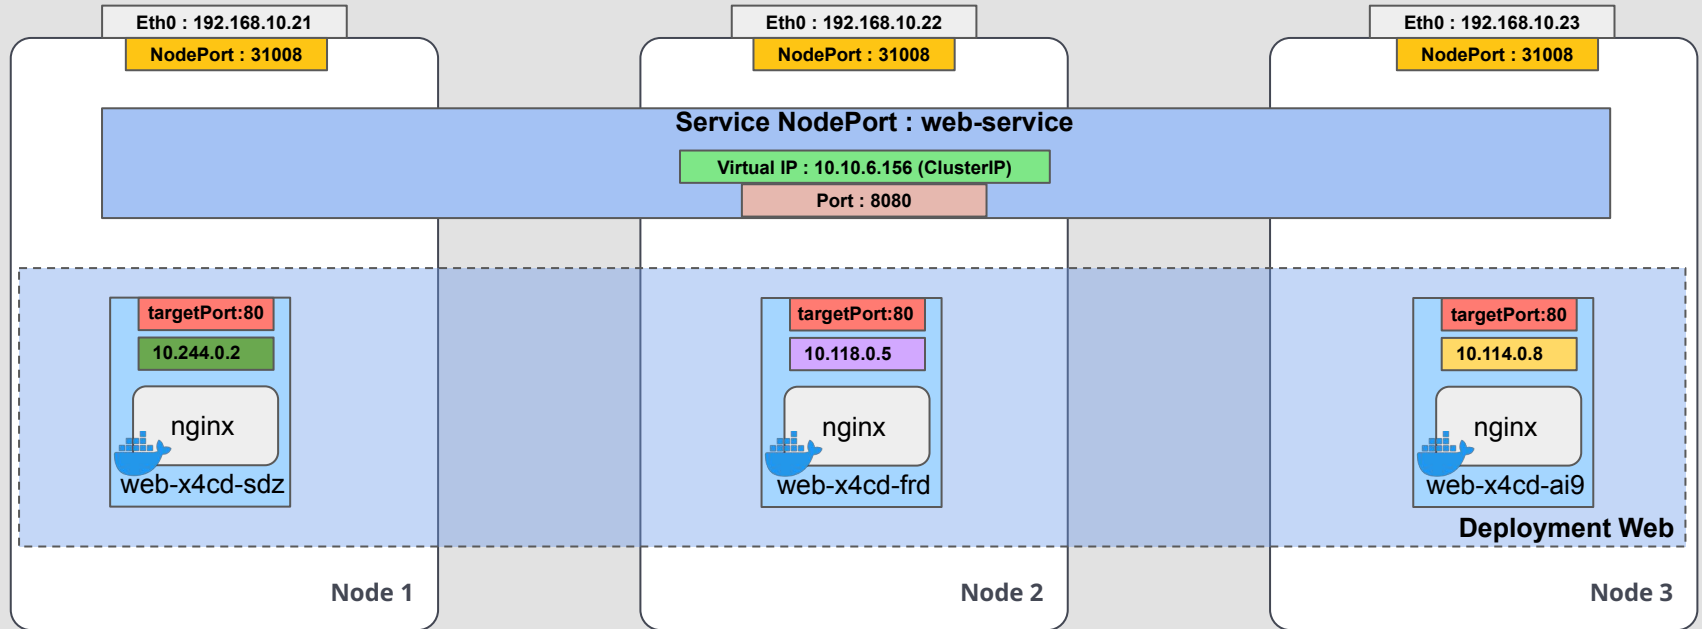 Eth0 : 192.168.10.21
Eth0 : 192.168.10.22
Eth0 : 192.168.10.23
NodePort : 31008
NodePort : 31008
NodePort : 31008
Service NodePort : web-service
Virtual IP : 10.10.6.156 (ClusterIP)
Port : 8080
targetPort:80
10.244.0.2
nginx
web-x4cd-sdz
targetPort:80
10.118.0.5
nginx
web-x4cd-frd
targetPort:80
10.114.0.8
nginx
web-x4cd-ai9
Deployment Web
Node 1
Node 2
Node 3